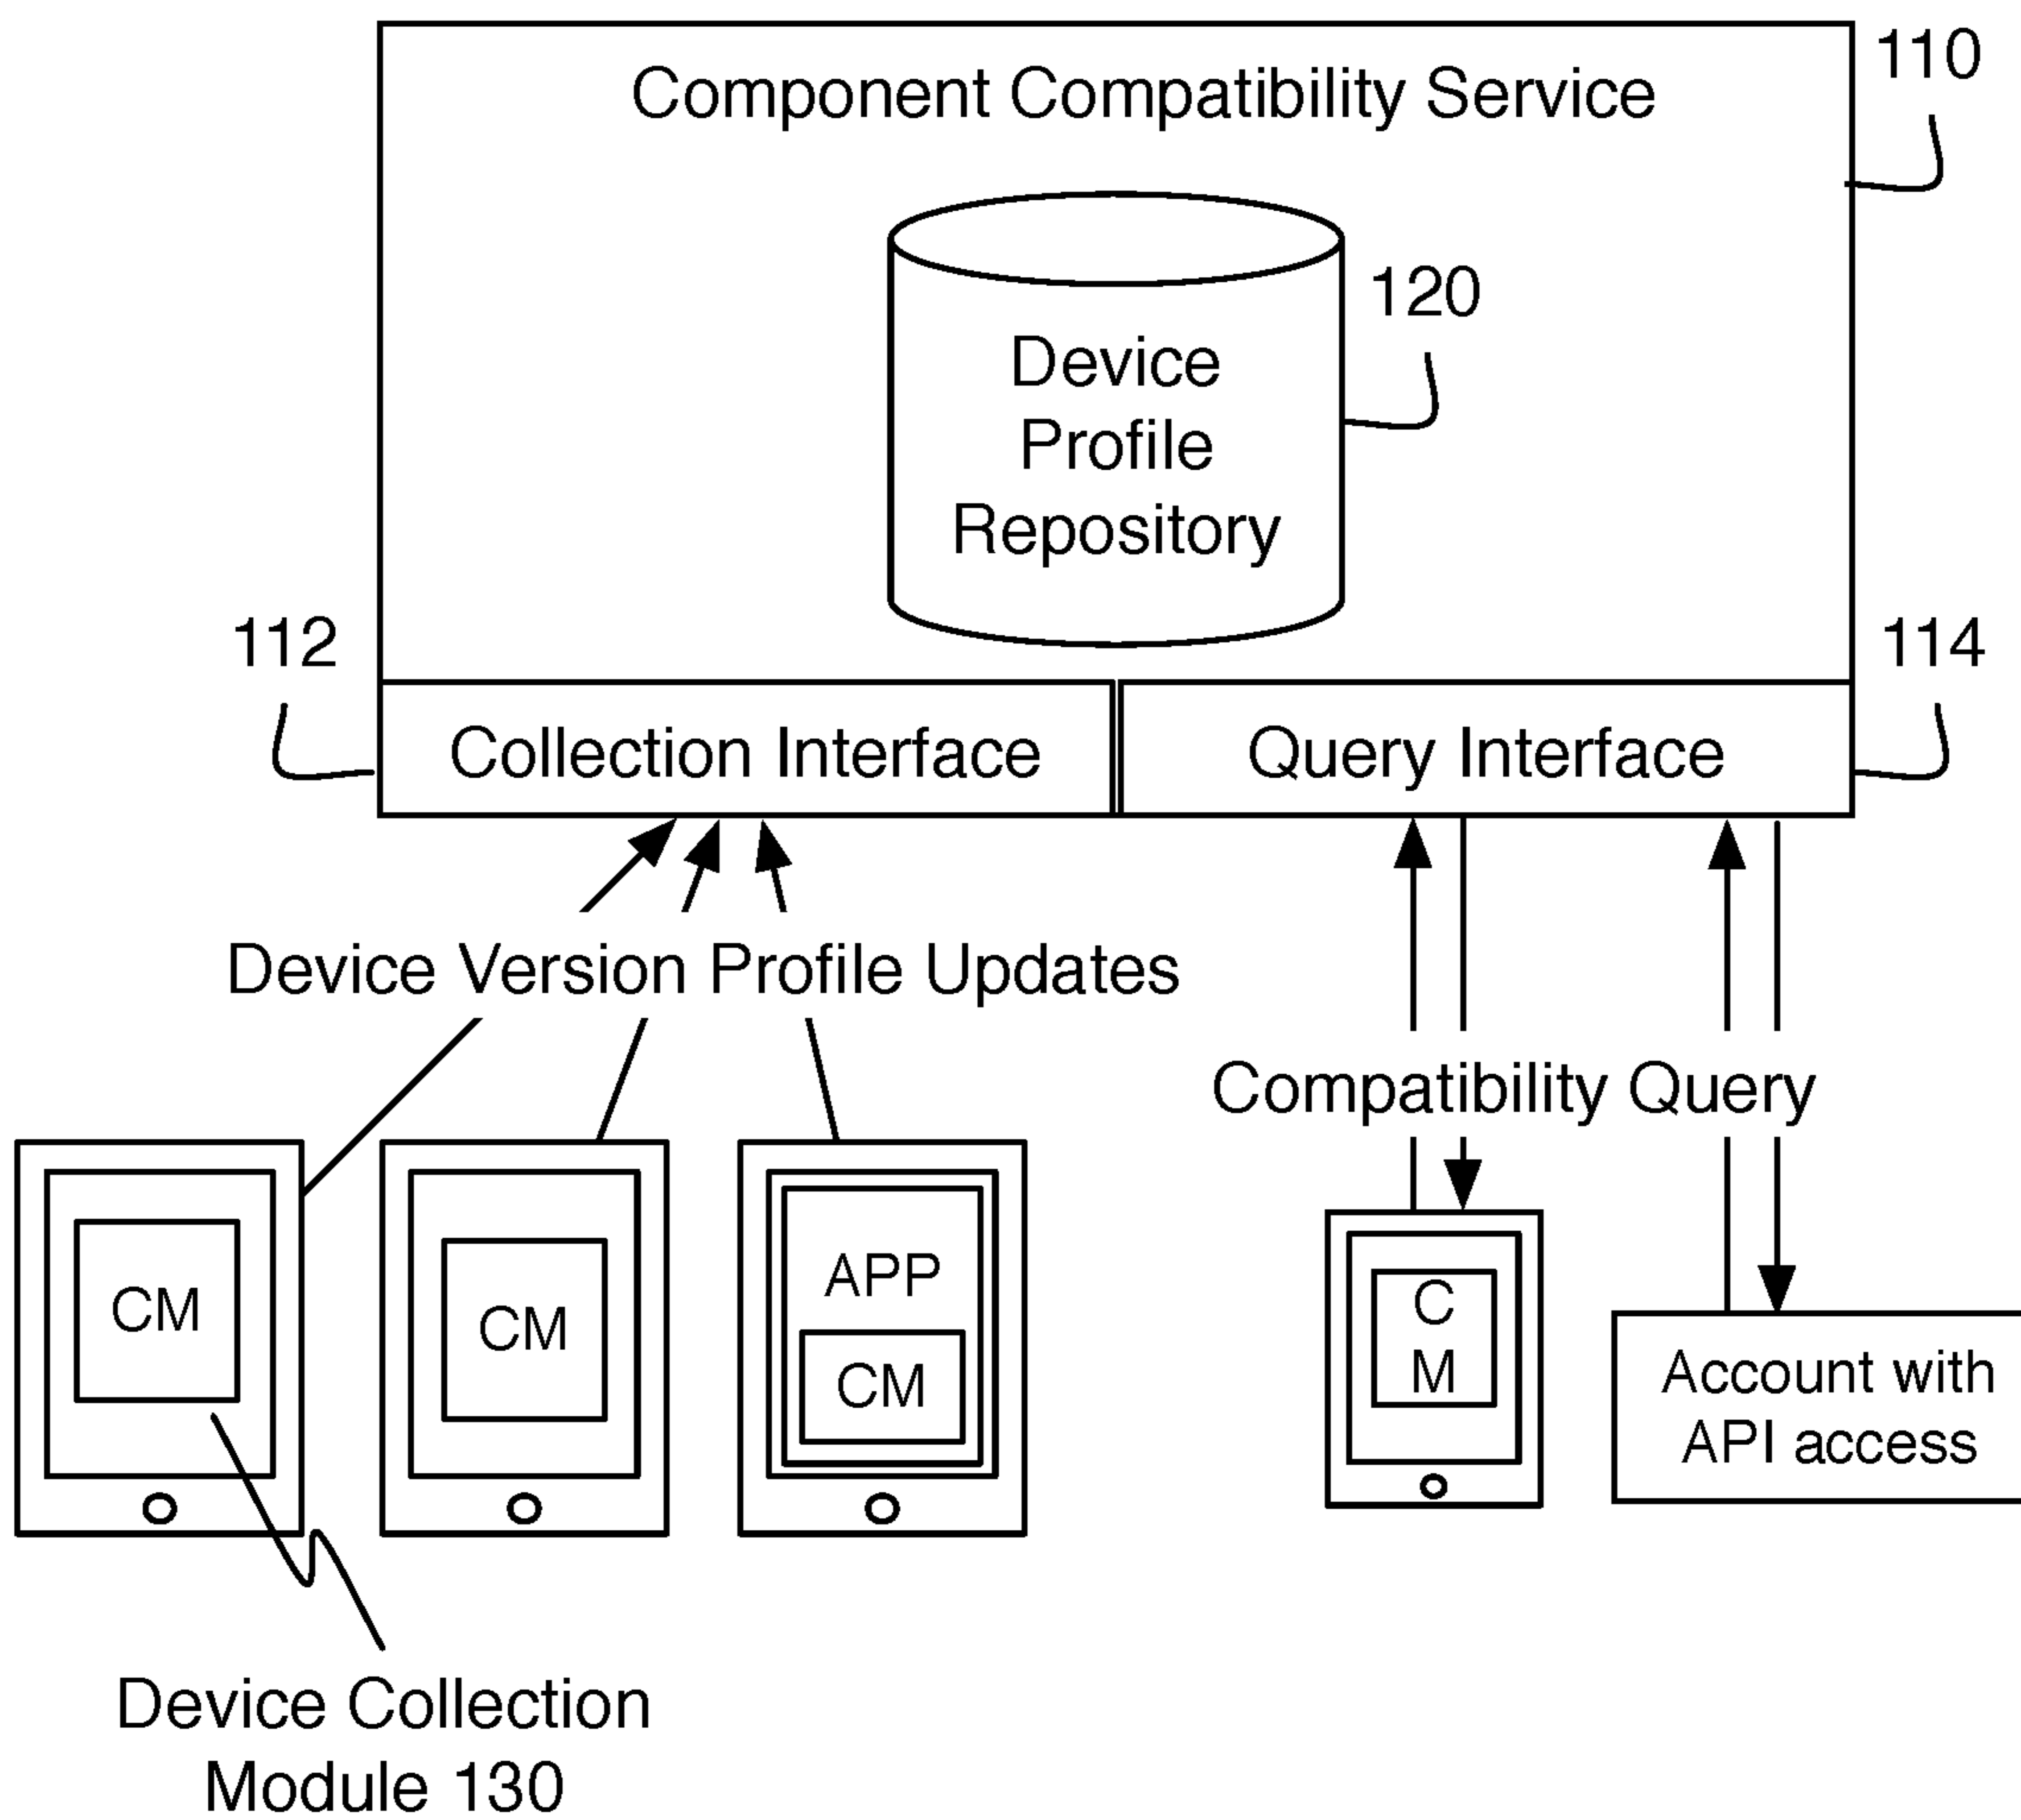 110
Component Compatibility Service
120
Device
Profile
Repository
112
114
Collection Interface
Query Interface
Device Version Profile Updates
Compatibility Query
CM
CM
APP
CM
C
M
Account with
API access
Device Collection
Module 130